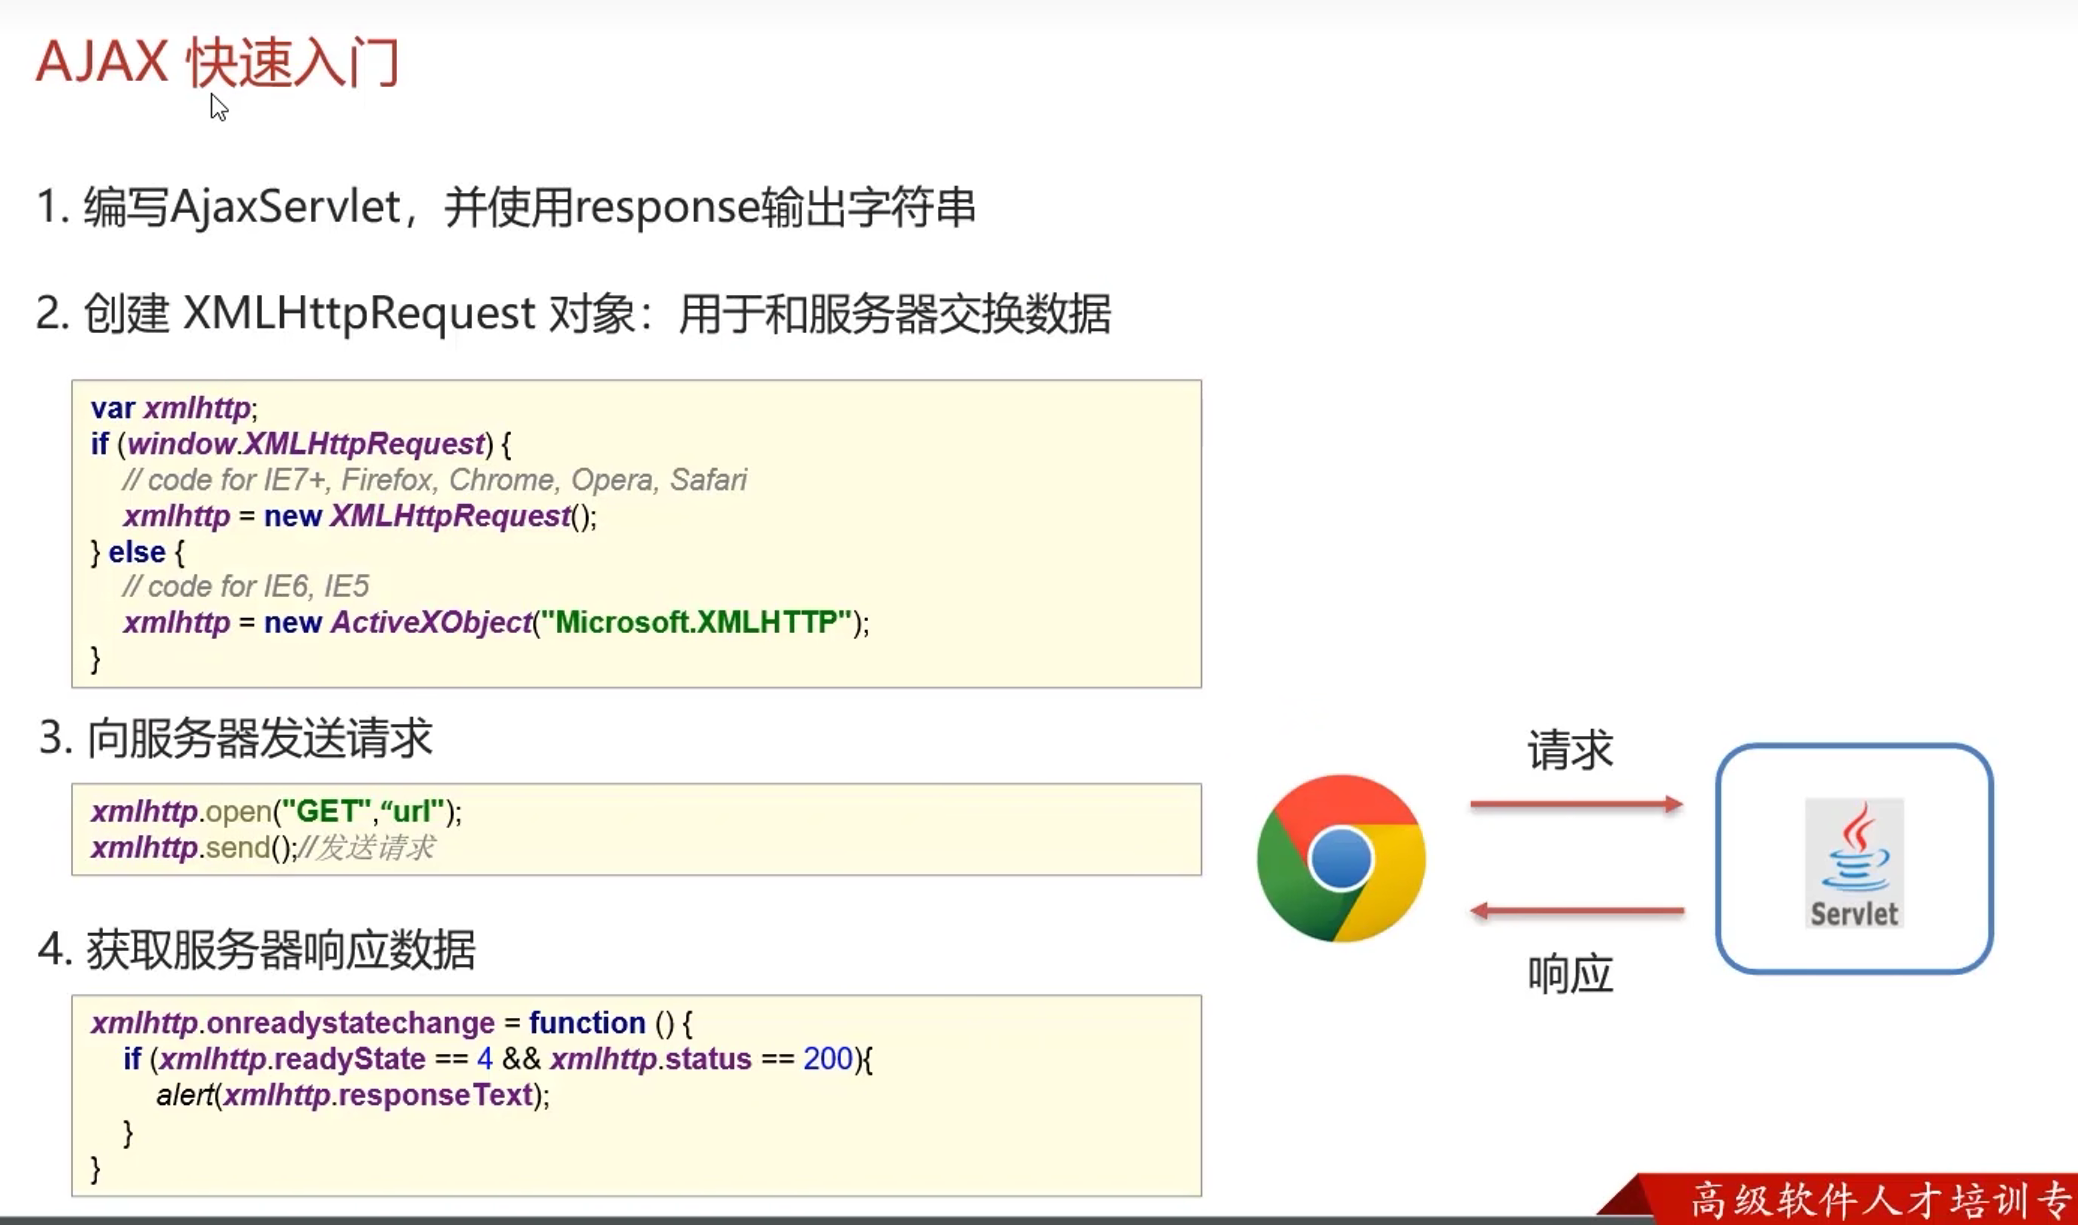 AJAX 快速入门
1. 编写AjaxServlet，并使用response输出字符串
2. 创建 XMLHttpRequest 对象：用于和服务器交换数据
var xmlhttp;
if (window.XMLHttpRequest) {
// code for IE7+, Firefox, Chrome, Opera, Safari
xmlhttp = new XMLHttpRequest();
} else {
// code for IE6, IE5
xmlhttp = new ActiveXObject("Microsoft.XMLHTTP");
}
3. 向服务器发送请求
xmlhttp.open("GET",“url");
xmlhttp.send();//发送请求
4. 获取服务器响应数据
xmlhttp.onreadystatechange = function () {
if (xmlhttp.readyState == 4 && xmlhttp.status == 200){
alert(xmlhttp.responseText);
}
}
请求
Servlet
响应
高级软件人才培训专